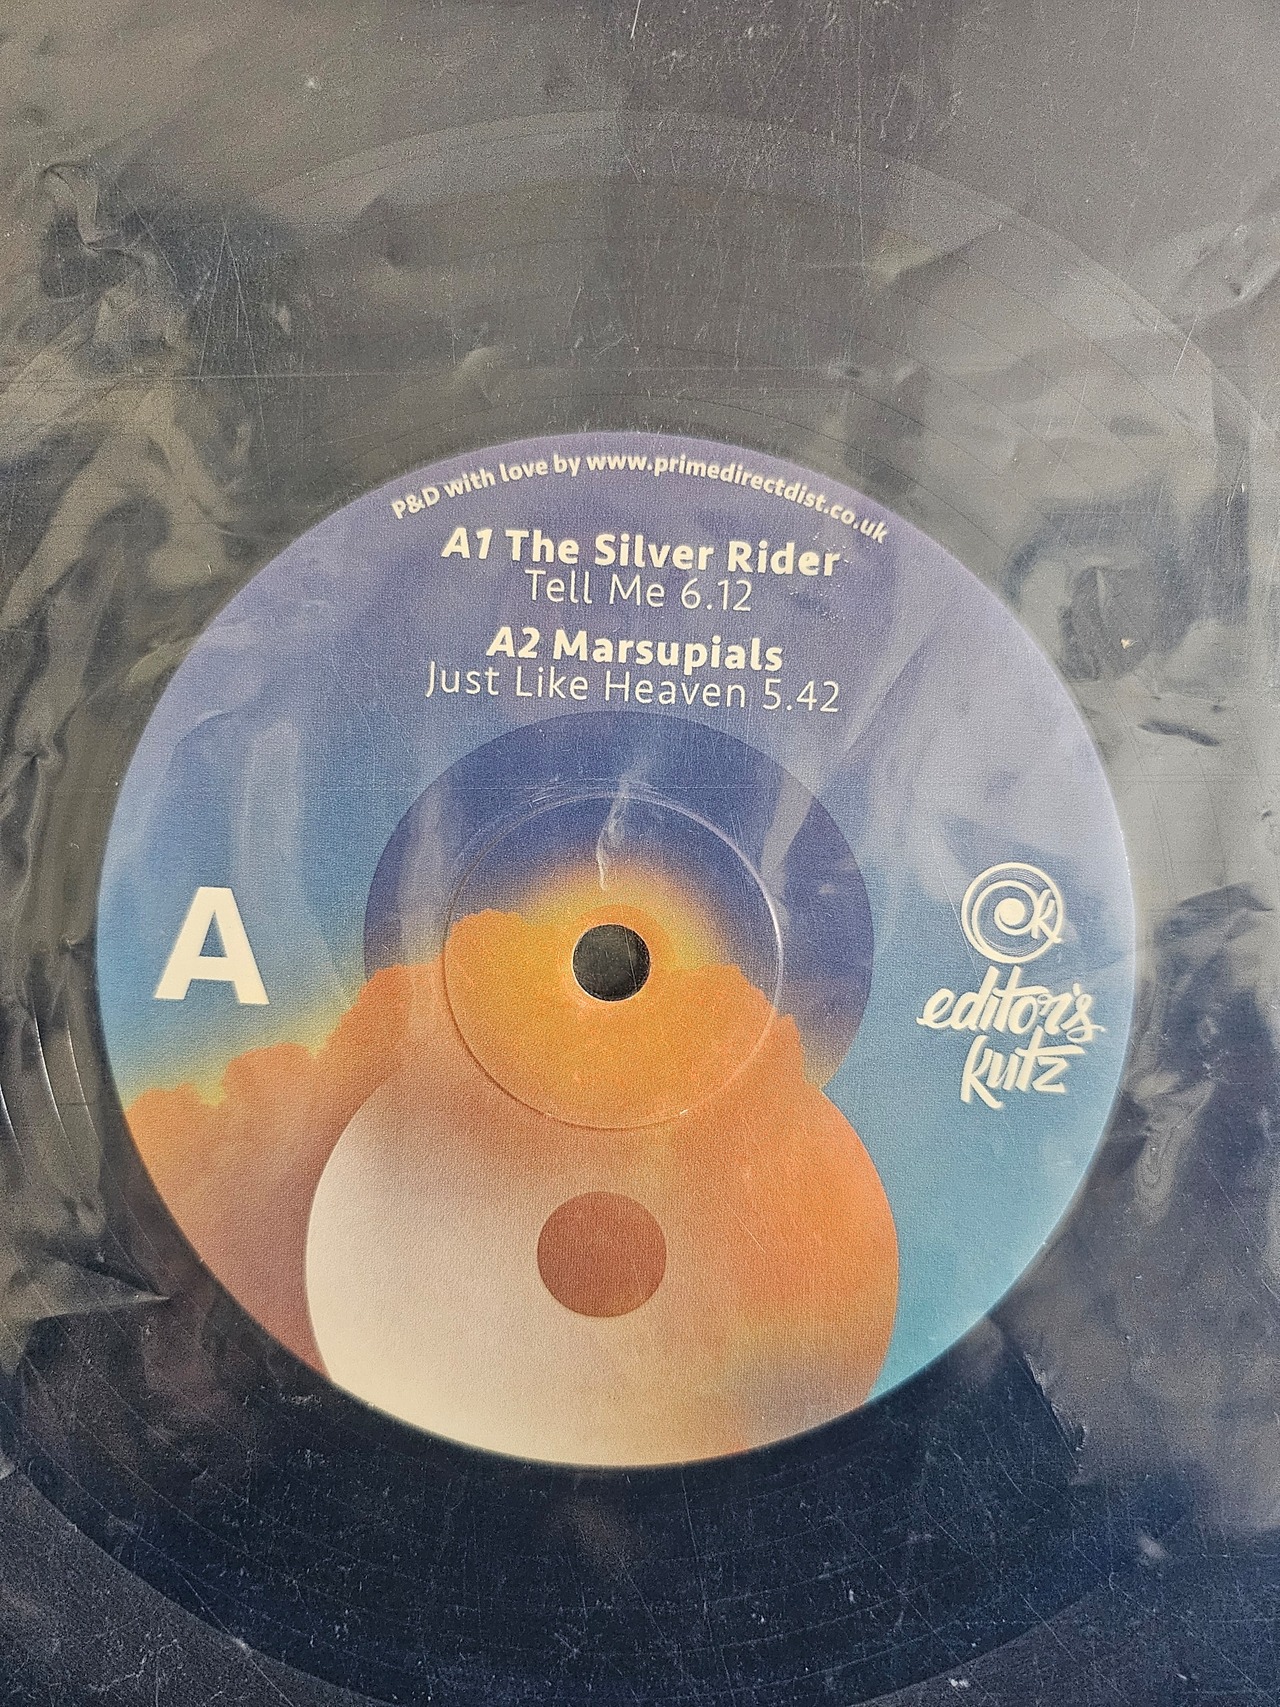 P&D with love by www.primedirectdist.co.uk
A1 The Silver Rider
Tell Me 6.12
A2 Marsupials
Just Like Heaven 5.42
A
ek
editor's
kutz